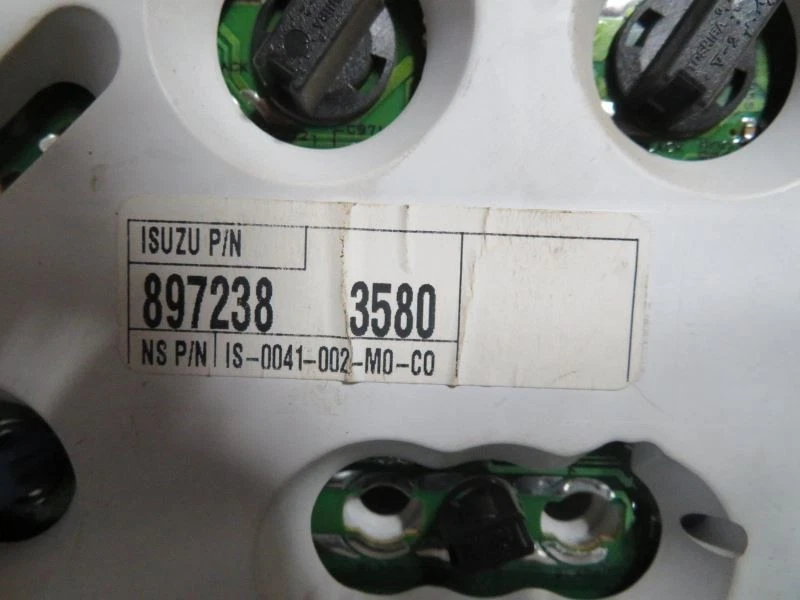 ISUZU P/N
897238 3580
NS P/N IS-0041-002-M0-C0